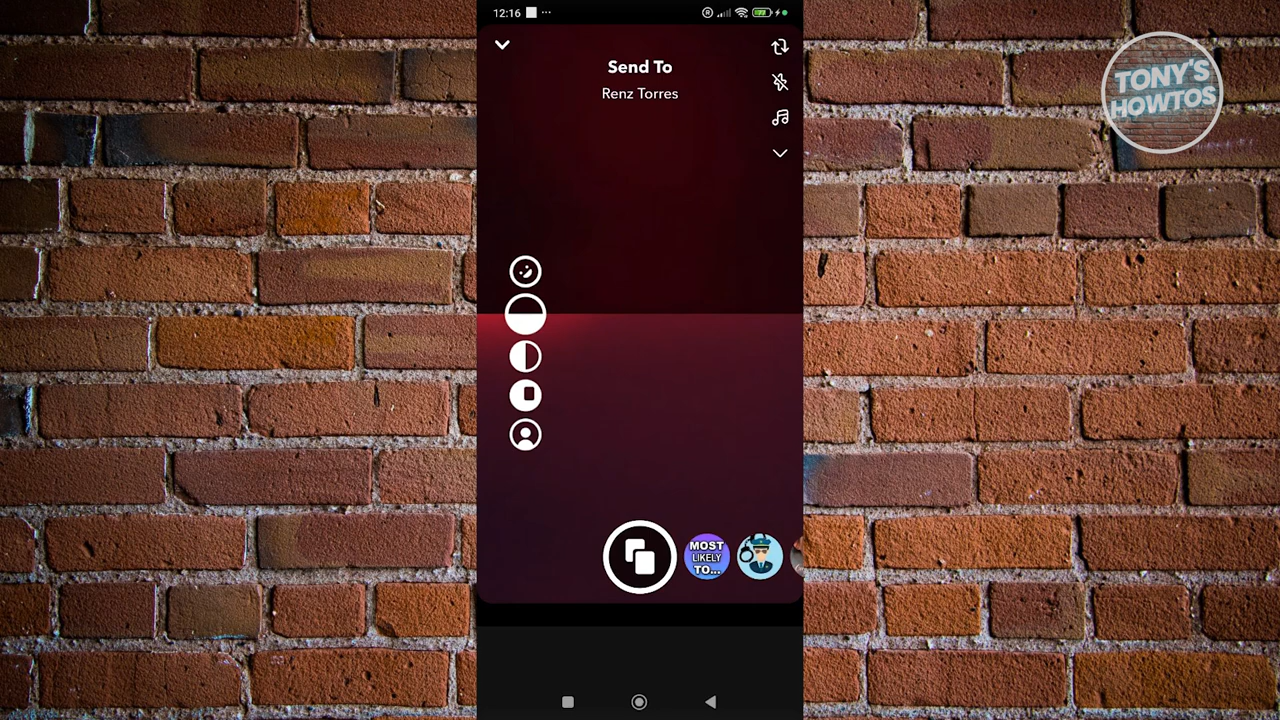 12:16
TONY'S
HOWTOS
Send To
Renz Torres
MOST
LIKELY
TO...